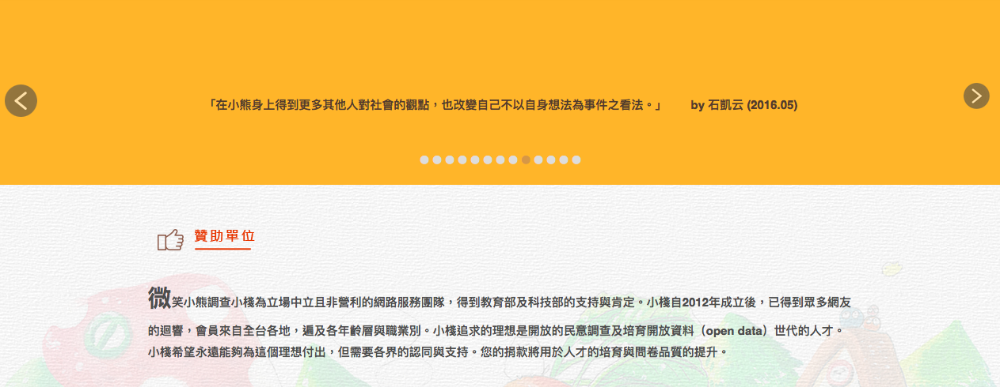 「在小熊身上得到更多其他人對社會的觀點，也改變自己不以自身想法為事件之看法。」 by 石凱云 (2016.05)
贊助單位
微笑小熊調查小棧為立場中立且非營利的網路服務團隊，得到教育部及科技部的支持與肯定。小棧自2012年成立後，已得到眾多網友
的迴響，會員來自全台各地，遍及各年齡層與職業別。小棧追求的理想是開放的民意調查及培育開放資料（open data）世代的人才。
小棧希望永遠能夠為這個理想付出，但需要各界的認同與支持。您的捐款將用於人才的培育與問卷品質的提升。